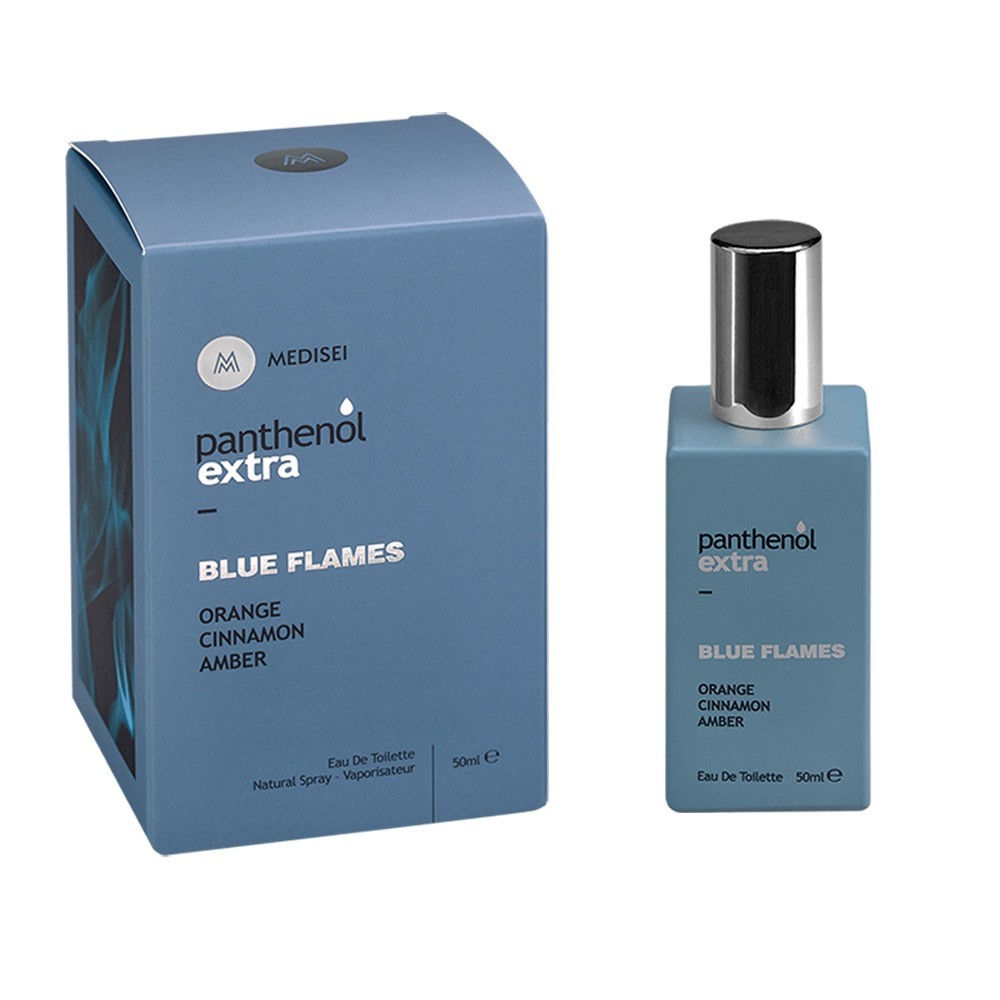 MEDISEI
panthenol
extra
BLUE FLAMES
ORANGE
CINNAMON
AMBER
Eau De Toilette
Natural Spray - Vaporisateur
50ml ℮
panthenol
extra
BLUE FLAMES
ORANGE
CINNAMON
AMBER
Eau De Toilette 50ml ℮